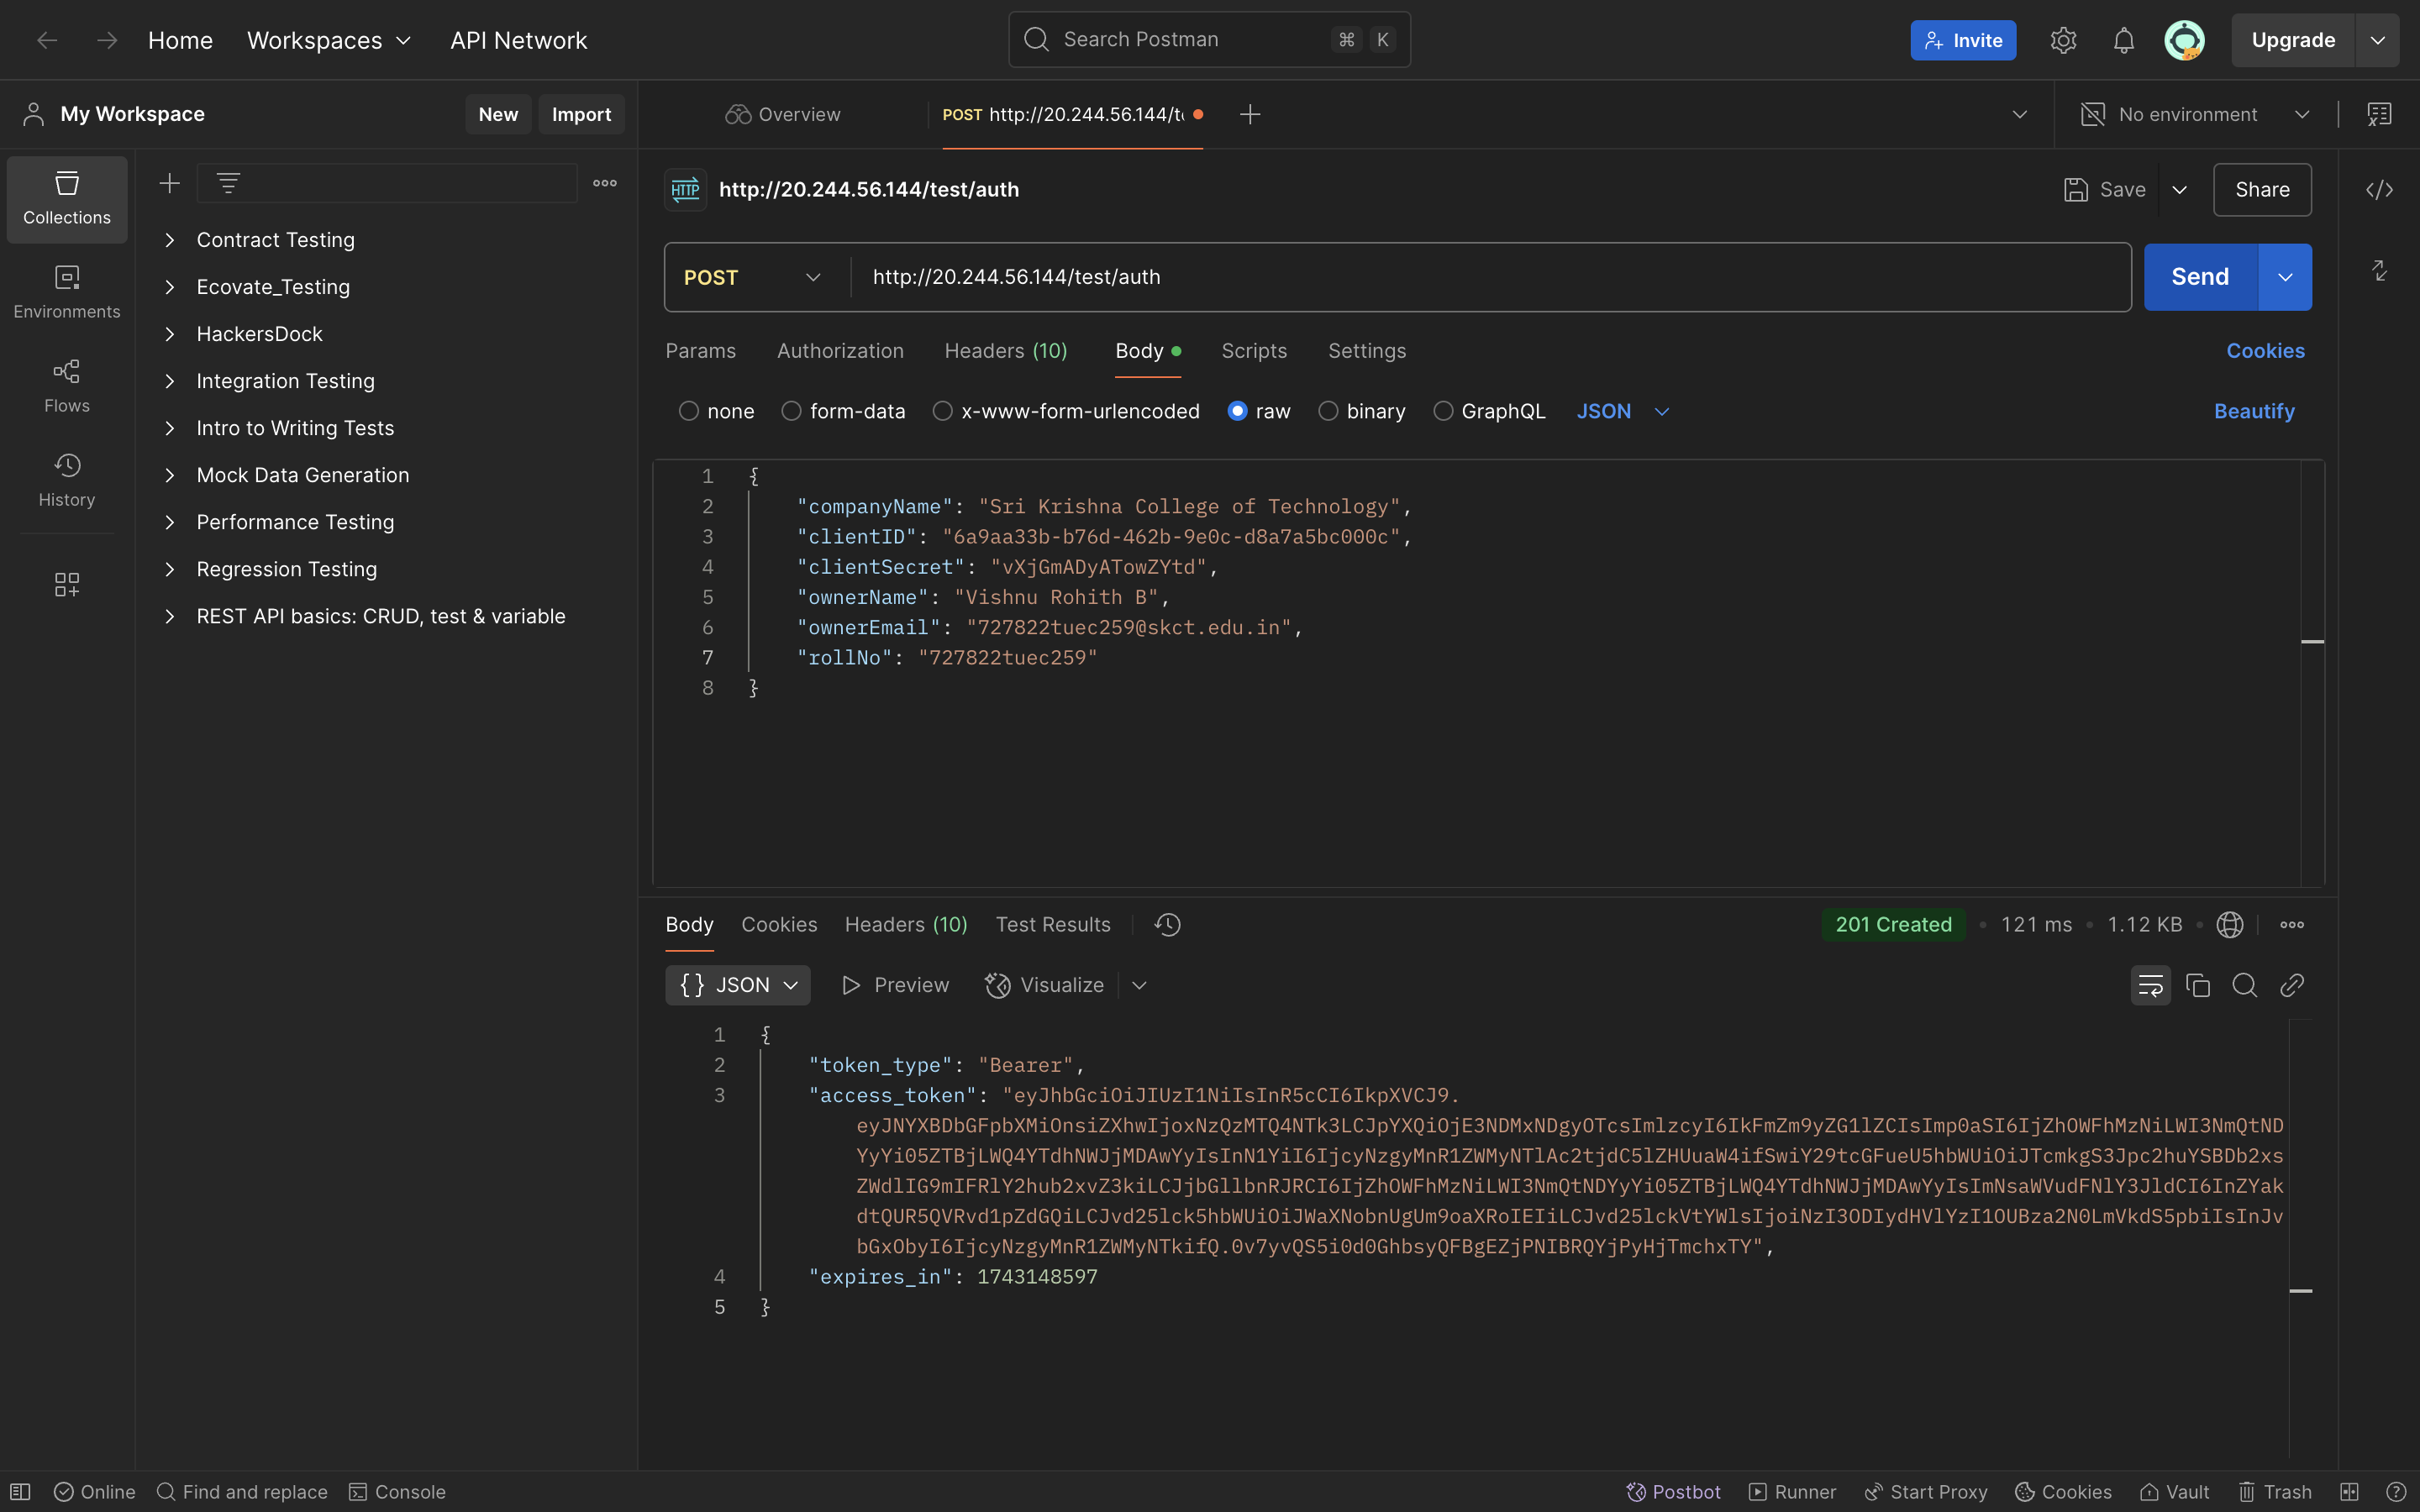 Home Workspaces API Network Search Postman ⌘ K Invite Upgrade
My Workspace New Import Overview POST http://20.244.56.144/t No environment
Collections
Environments
Flows
History
Contract Testing
Ecovate_Testing
HackersDock
Integration Testing
Intro to Writing Tests
Mock Data Generation
Performance Testing
Regression Testing
REST API basics: CRUD, test & variable
HTTP http://20.244.56.144/test/auth Save Share
POST http://20.244.56.144/test/auth Send
Params Authorization Headers (10) Body Scripts Settings Cookies
none form-data x-www-form-urlencoded raw binary GraphQL JSON Beautify
1 {
2 "companyName": "Sri Krishna College of Technology",
3 "clientID": "6a9aa33b-b76d-462b-9e0c-d8a7a5bc000c",
4 "clientSecret": "vXjGmADyATowZYtd",
5 "ownerName": "Vishnu Rohith B",
6 "ownerEmail": "727822tuec259@skct.edu.in",
7 "rollNo": "727822tuec259"
8 }
Body Cookies Headers (10) Test Results 201 Created • 121 ms • 1.12 KB •
{} JSON Preview Visualize
1 {
2 "token_type": "Bearer",
3 "access_token": "eyJhbGciOiJIUzI1NiIsInR5cCI6IkpXVCJ9.
eyJNYXBDbGFpbXMiOnsiZXhwIjoxNzQzMTQ4NTk3LCJpYXQiOjE3NDMxNDgyOTcsImlzcyI6IkFmZm9yZG1lZCIsImp0aSI6IjZhOWFhMzNiLWI3NmQtND
YyYi05ZTBjLWQ4YTdhNWJjMDAwYyIsInN1YiI6IjcyNzgyMnR1ZWMyNTlAc2tjdC5lZHUuaW4ifSwiY29tcGFueU5hbWUiOiJTcmkgS3Jpc2huYSBDb2xs
ZWdlIG9mIFRlY2hub2xvZ3kiLCJjbGllbnRJRCI6IjZhOWFhMzNiLWI3NmQtNDYyYi05ZTBjLWQ4YTdhNWJjMDAwYyIsImNsaWVudFNlY3JldCI6InZYak
dtQUR5QVRvd1pZdGQiLCJvd25lck5hbWUiOiJWaXNobnUgUm9oaXRoIEIiLCJvd25lckVtYWlsIjoiNzI3ODIydHVlYzI1OUBza2N0LmVkdS5pbiIsInJv
bGxObyI6IjcyNzgyMnR1ZWMyNTkifQ.0v7yvQS5i0d0GhbsyQFBgEZjPNIBRQYjPyHjTmchxTY",
4 "expires_in": 1743148597
5 }
Online Find and replace Console Postbot Runner Start Proxy Cookies Vault Trash